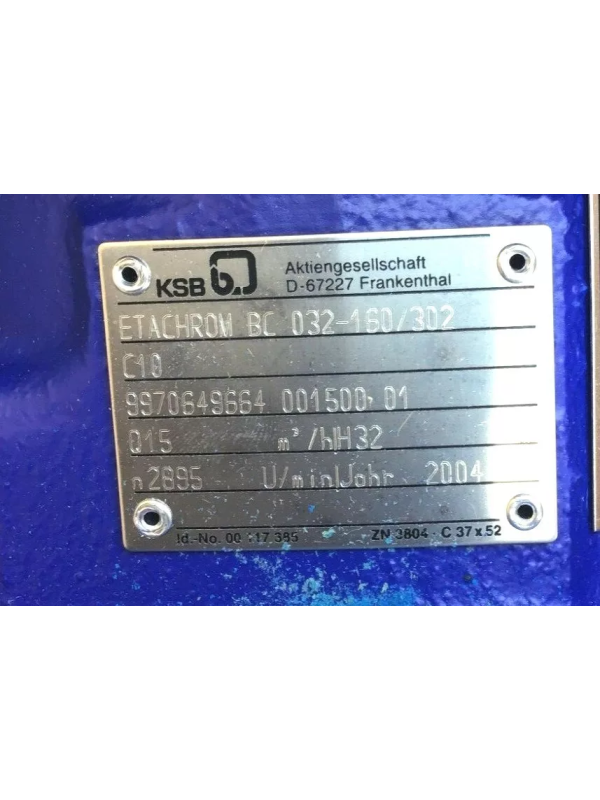 KSB
Aktiengesellschaft
D-67227 Frankenthal
ETACHROM BC 032-160/302
C10
9970649664 001500 01
Q15 m³/h H32
n2895 U/min Jahr 2004
Id.-No. 00 117 385 ZN 3804 - C 37 x 52